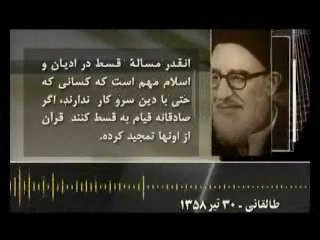 انقدر مسالهٔ قسط در ادیان و
اسلام مهم است که کسانی که
حتی با دین سرو کار ندارند، اگر
صادقانه قیام به قسط کنند قرآن
از اونها تمجید کرده.
طالقانی - ۳۰ تیر ۱۳۵۸